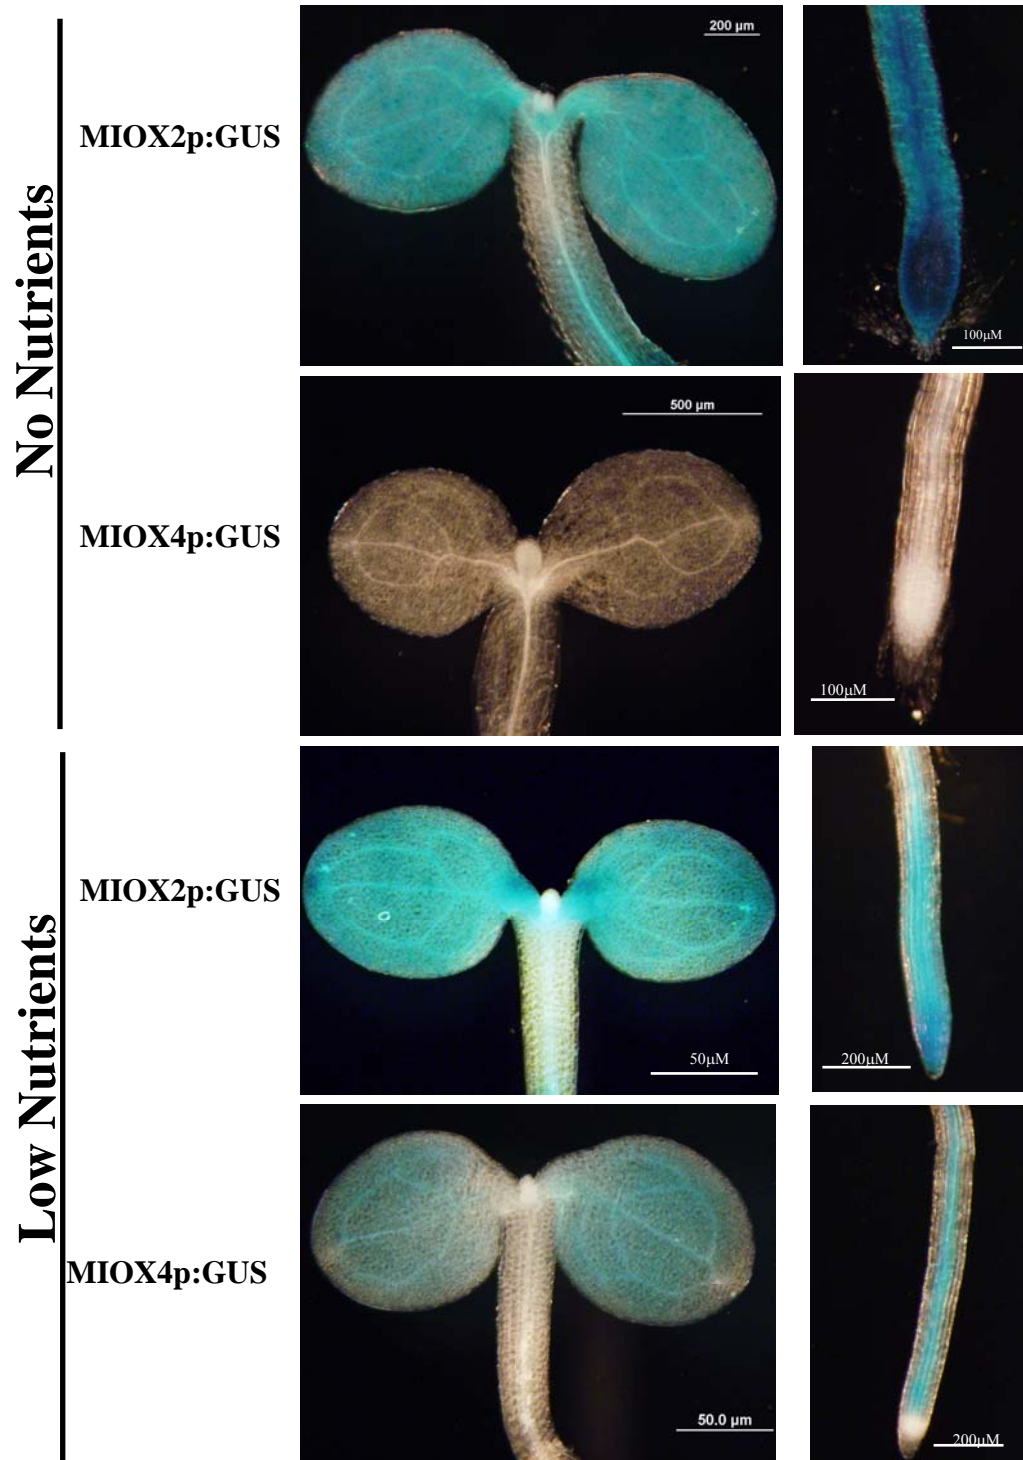 No Nutrients
MIOX2p:GUS
200 μm
100μM
MIOX4p:GUS
500 μm
100μM
Low Nutrients
MIOX2p:GUS
50μM
200μM
MIOX4p:GUS
50.0 μm
200μM